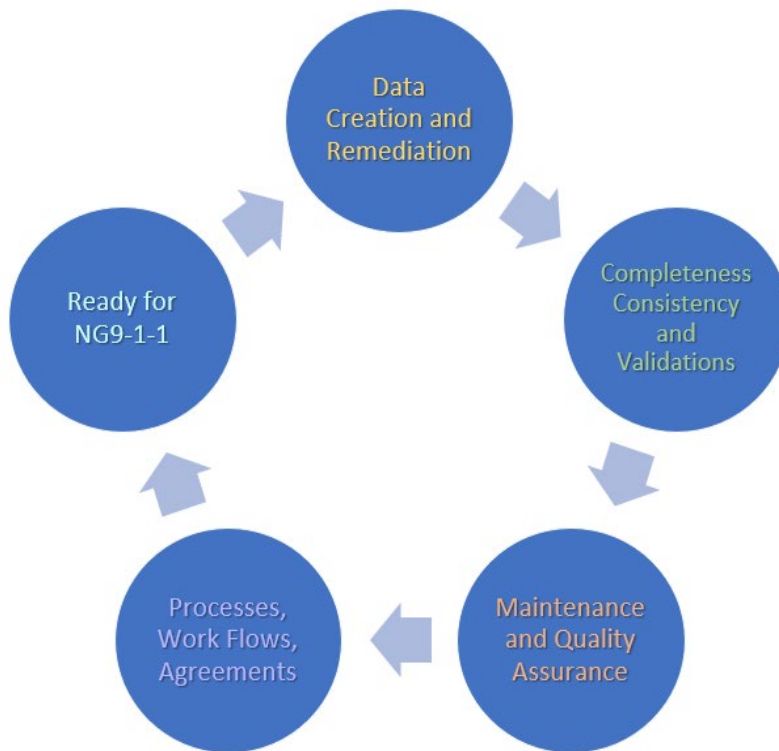 Data
Creation and
Remediation
Completeness
Consistency
and
Validations
Maintenance
and Quality
Assurance
Processes,
Work Flows,
Agreements
Ready for
NG9-1-1